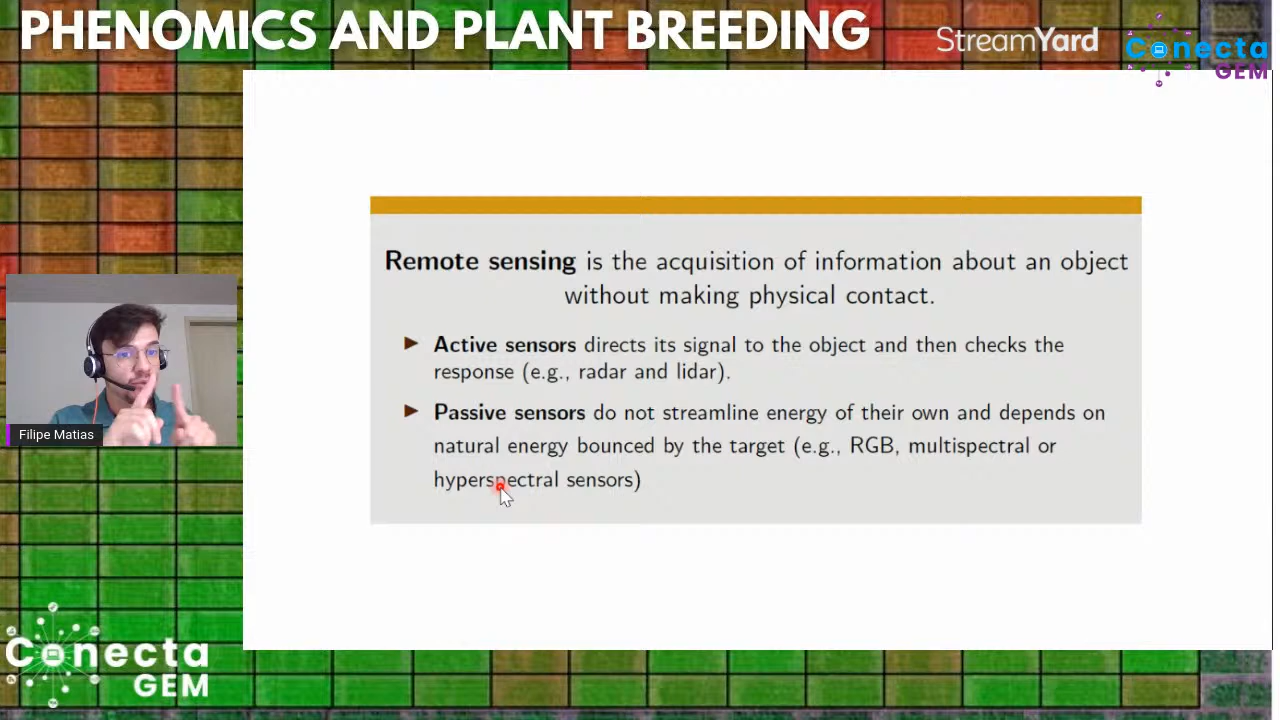 PHENOMICS AND PLANT BREEDING
StreamYard
Conecta
GEM
Remote sensing is the acquisition of information about an object
without making physical contact.
Active sensors directs its signal to the object and then checks the
response (e.g., radar and lidar).
Passive sensors do not streamline energy of their own and depends on
natural energy bounced by the target (e.g., RGB, multispectral or
hyperspectral sensors)
Filipe Matias
Conecta
GEM